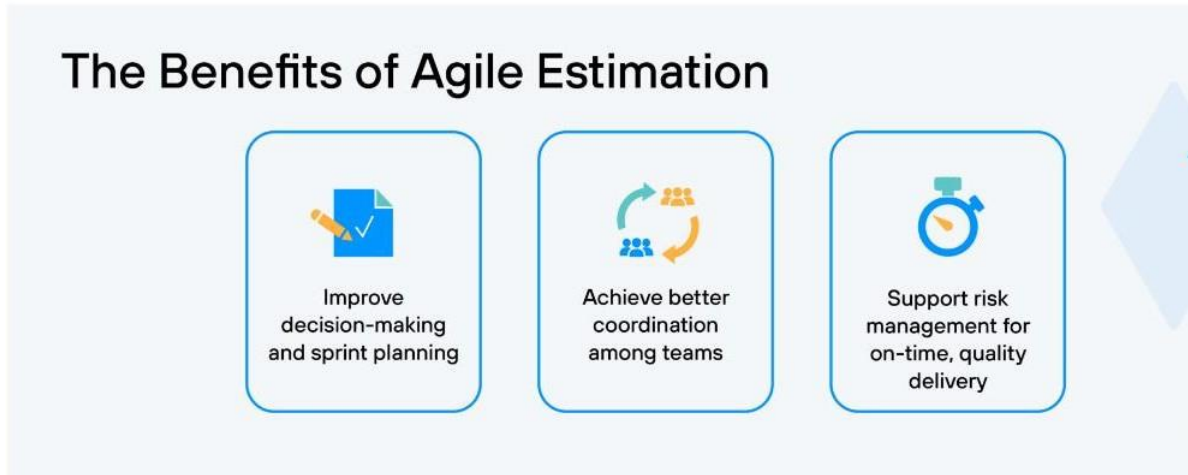 The Benefits of Agile Estimation
Improve
decision-making
and sprint planning
Achieve better
coordination
among teams
Support risk
management for
on-time, quality
delivery